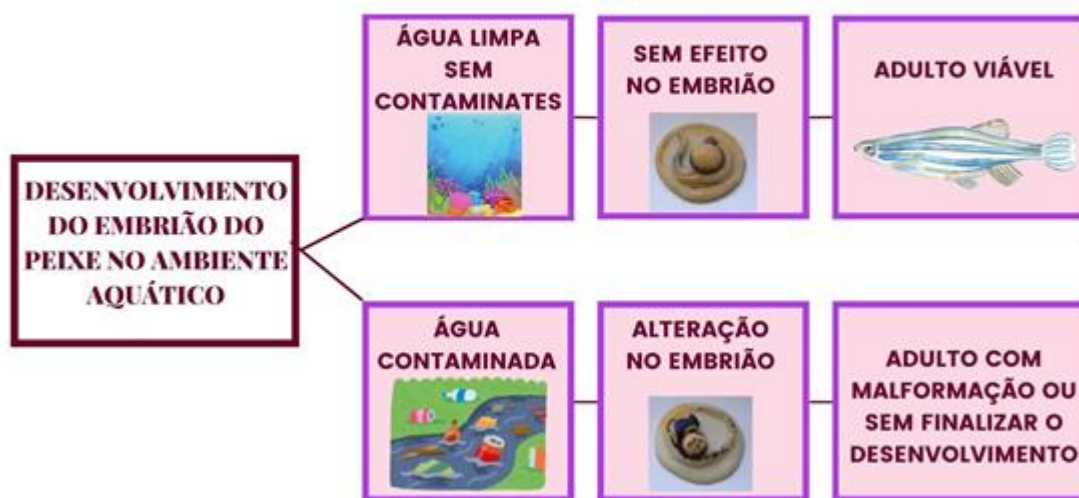 DESENVOLVIMENTO
DO EMBRIÃO DO
PEIXE NO AMBIENTE
AQUÁTICO
ÁGUA LIMPA
SEM
CONTAMINATES
SEM EFEITO
NO EMBRIÃO
ADULTO VIÁVEL
ÁGUA
CONTAMINADA
ALTERAÇÃO
NO EMBRIÃO
ADULTO COM
MALFORMAÇÃO OU
SEM FINALIZAR O
DESENVOLVIMENTO